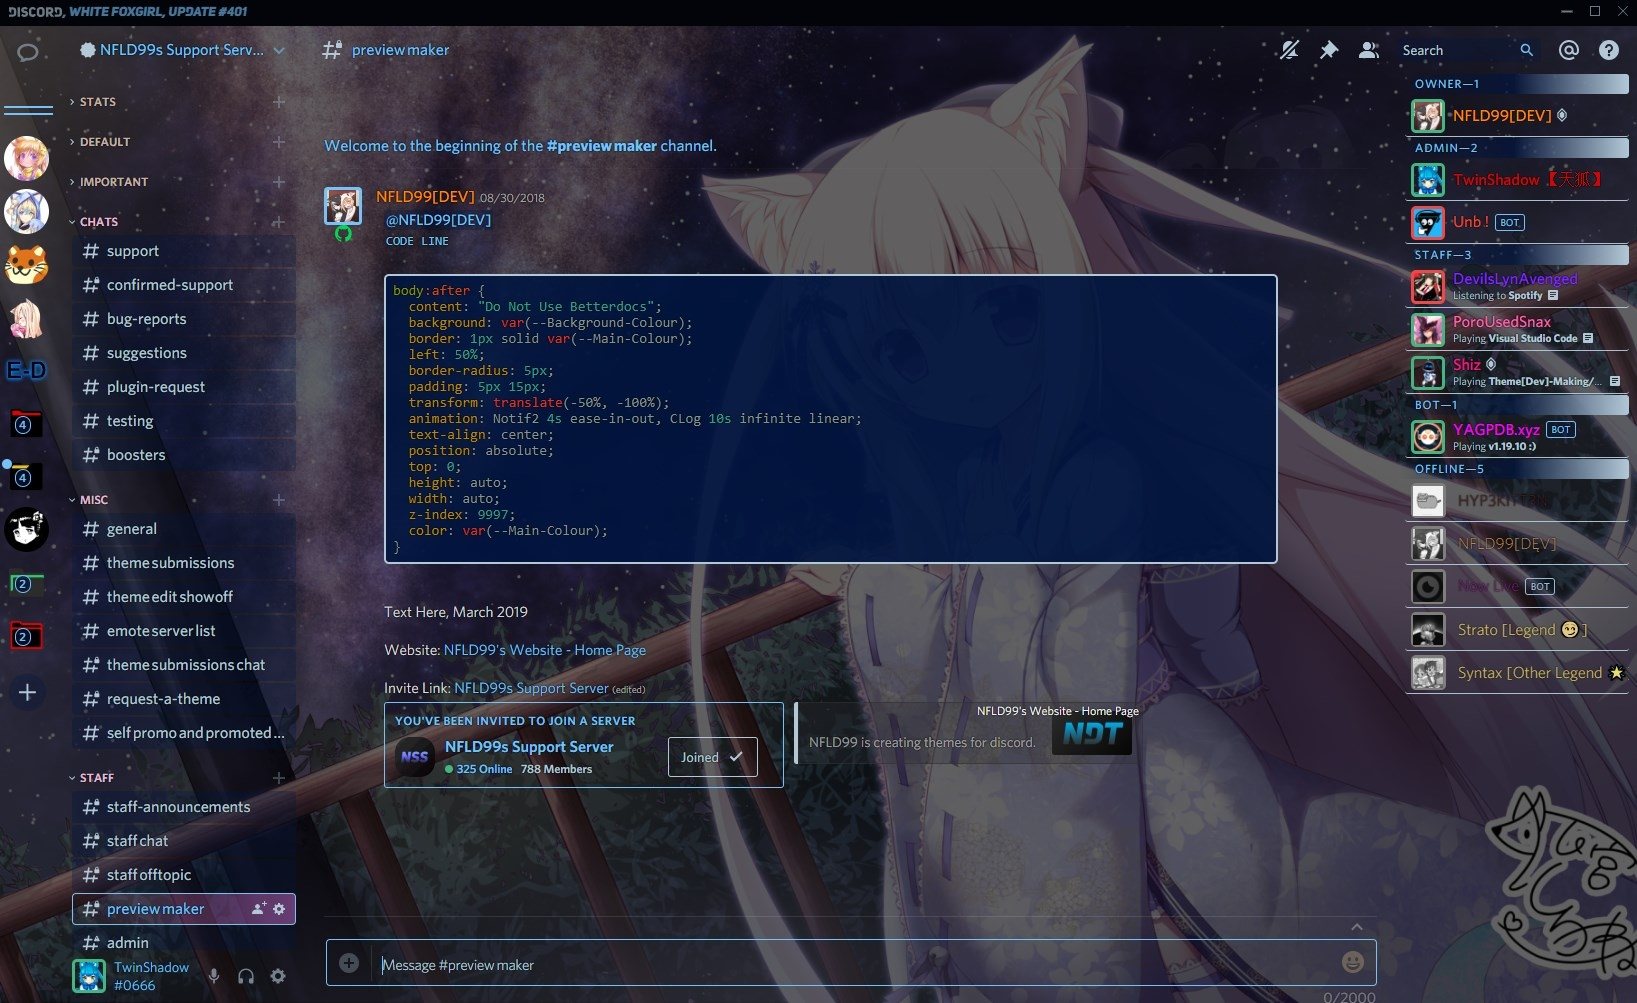 DISCORD, WHITE FOXGIRL, UPDATE #401
NFLD99s Support Serv...
STATS
DEFAULT
IMPORTANT
CHATS
support
confirmed-support
bug-reports
suggestions
plugin-request
testing
boosters
MISC
general
theme submissions
theme edit showoff
emote server list
theme submissions chat
request-a-theme
self promo and promoted ...
STAFF
staff-announcements
staff chat
staff offtopic
preview maker
admin
TwinShadow
#0666
E-D
4
4
2
2
preview maker
Search
Welcome to the beginning of the #preview maker channel.
NFLD99[DEV] 08/30/2018
@NFLD99[DEV]
CODE LINE
body:after {
content: "Do Not Use Betterdocs";
background: var(--Background-Colour);
border: 1px solid var(--Main-Colour);
left: 50%;
border-radius: 5px;
padding: 5px 15px;
transform: translate(-50%, -100%);
animation: Notif2 4s ease-in-out, CLog 10s infinite linear;
text-align: center;
position: absolute;
top: 0;
height: auto;
width: auto;
z-index: 9997;
color: var(--Main-Colour);
}
Text Here, March 2019
Website: NFLD99's Website - Home Page
Invite Link: NFLD99s Support Server (edited)
YOU'VE BEEN INVITED TO JOIN A SERVER
NSS
NFLD99s Support Server
325 Online 788 Members
Joined
NFLD99's Website - Home Page
NFLD99 is creating themes for discord.
NDT
Message #preview maker
0/2000
OWNER—1
NFLD99[DEV]
ADMIN—2
TwinShadow【天狐】
Unb ! BOT
STAFF—3
DevilsLynAvenged
Listening to Spotify
PoroUsedSnax
Playing Visual Studio Code
Shiz
Playing Theme[Dev]-Making/...
BOT—1
YAGPDB.xyz BOT
Playing v1.19.10 :)
OFFLINE—5
NFLD99[DEV]
Now Live BOT
Strato [Legend 😏 ]
Syntax [Other Legend 🌟